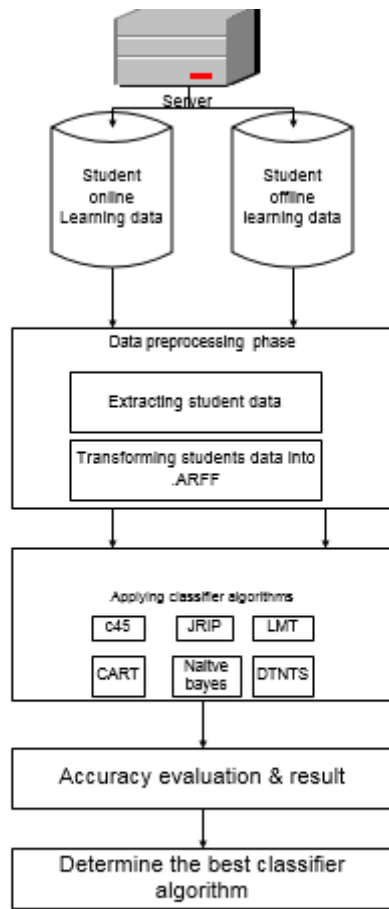 Server
Student
online
Learning data
Student
offline
learning data
Data preprocessing phase
Extracting student data
Transforming students data into
.ARFF
Applying classifier algorithms
c45
JRIP
LMT
CART
Naitve
bayes
DTNTS
Accuracy evaluation & result
Determine the best classifier
algorithm